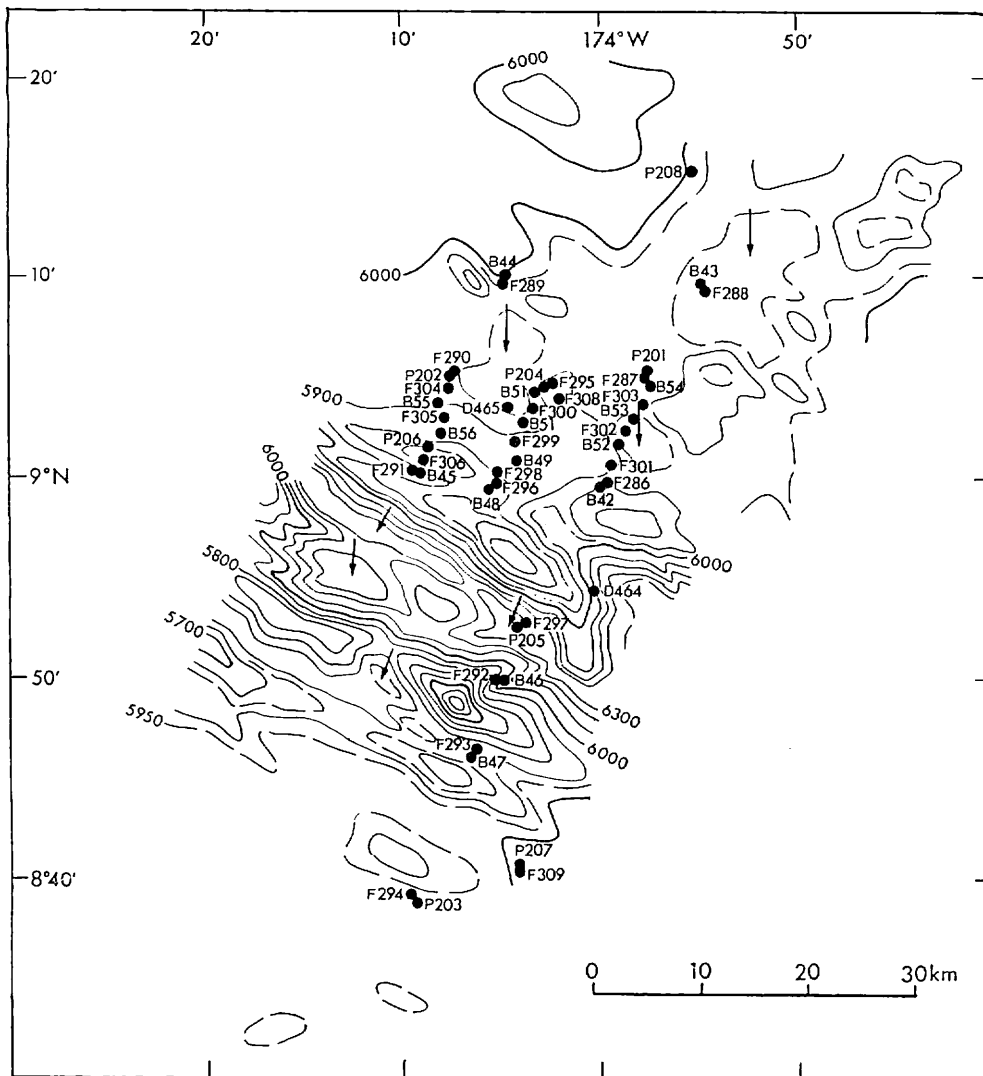 20' 10' 174°W 50'
20'
6000
P208
10'
6000
B44
F289
B43
F288
F290
P202
F304
B55
F305
B56
P206
F306
F291
B45
5900
P204
F295
B51
F308
D465
F300
B51
F299
B49
F298
F296
B48
P201
F287
B54
F303
B53
F302
B52
F301
F286
B42
9°N
6000
6000
5800
D464
F297
P205
5700
50'
F292
B46
6300
5950
6000
F293
B47
P207
F309
8°40'
F294
P203
0 10 20 30km